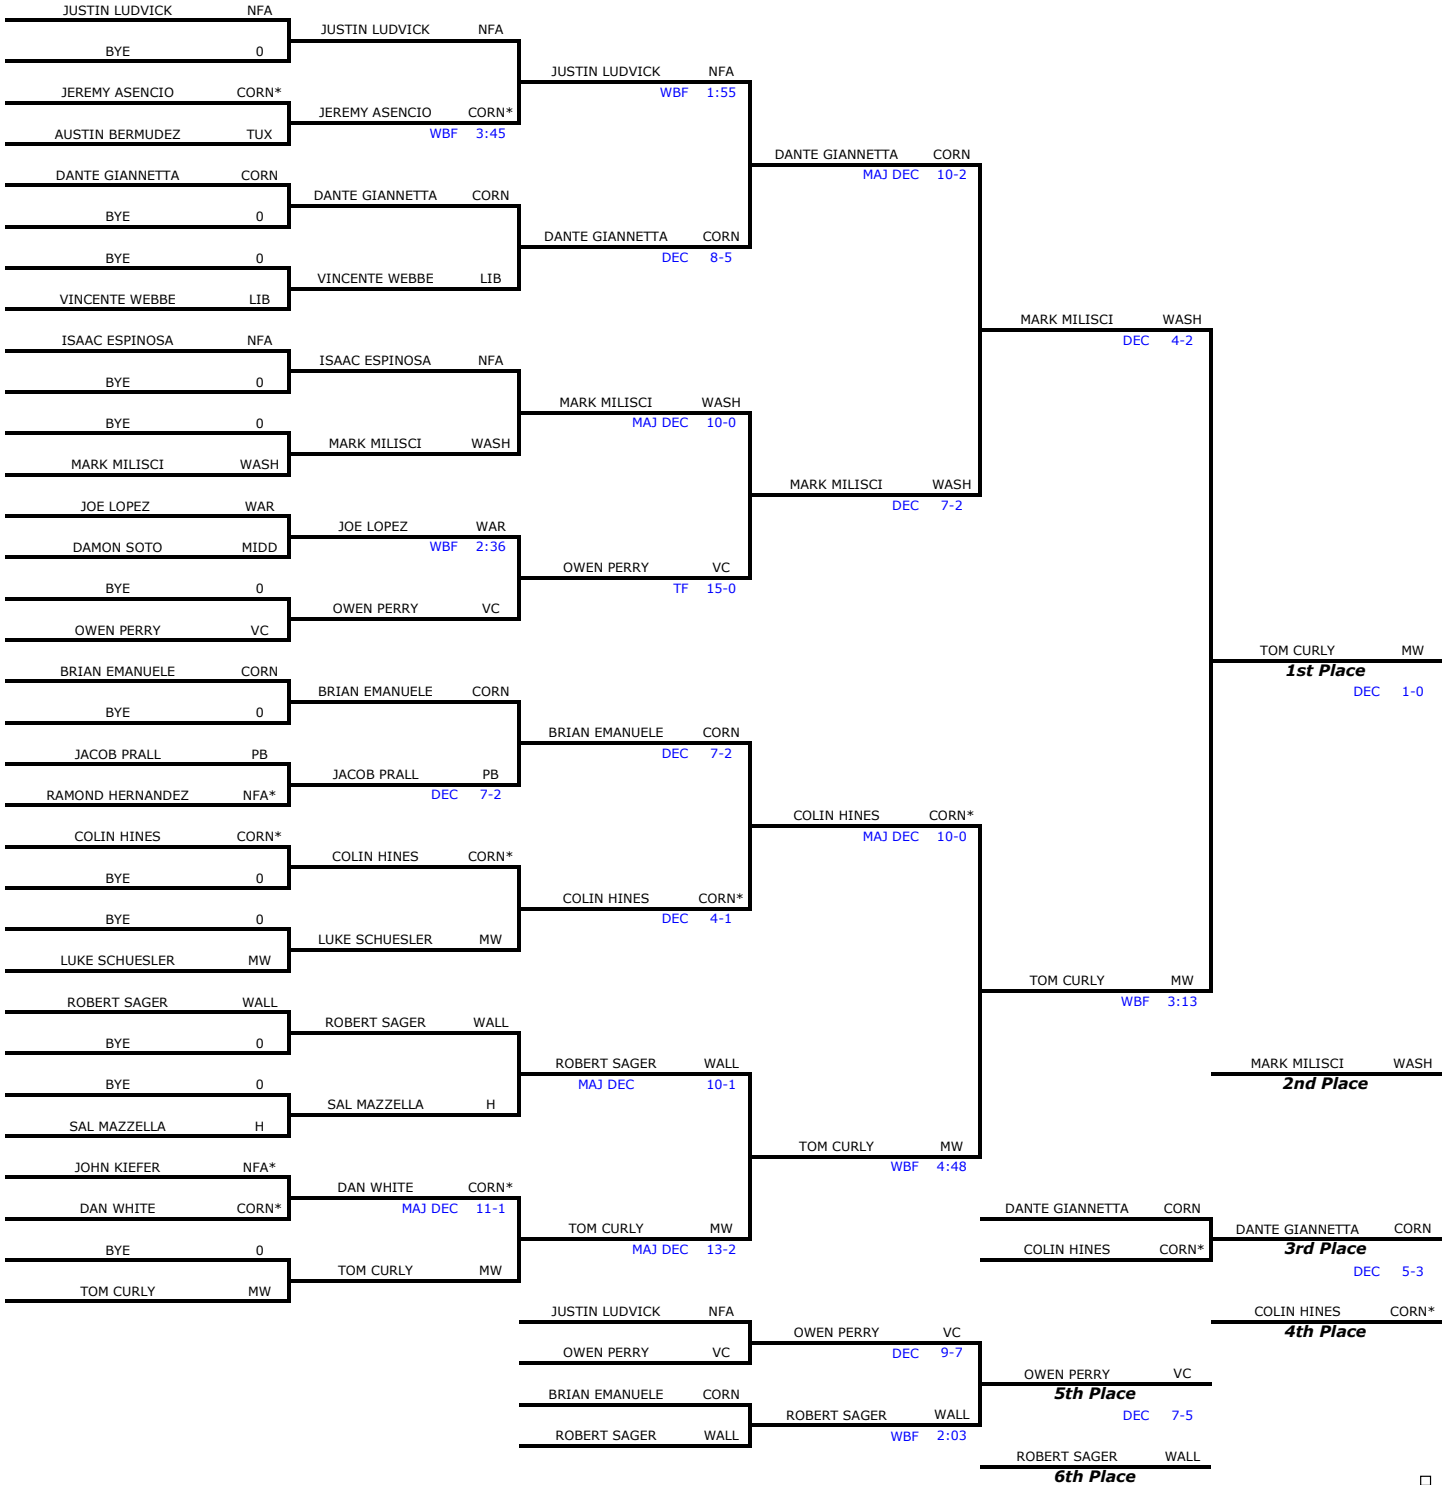 JUSTIN LUDVICK NFA
BYE 0
JEREMY ASENCIO CORN*
AUSTIN BERMUDEZ TUX
DANTE GIANNETTA CORN
BYE 0
BYE 0
VINCENTE WEBBE LIB
ISAAC ESPINOSA NFA
BYE 0
BYE 0
MARK MILISCI WASH
JOE LOPEZ WAR
DAMON SOTO MIDD
BYE 0
OWEN PERRY VC
BRIAN EMANUELE CORN
BYE 0
JACOB PRALL PB
RAMOND HERNANDEZ NFA*
COLIN HINES CORN*
BYE 0
BYE 0
LUKE SCHUESLER MW
ROBERT SAGER WALL
BYE 0
BYE 0
SAL MAZZELLA H
JOHN KIEFER NFA*
DAN WHITE CORN*
BYE 0
TOM CURLY MW
JUSTIN LUDVICK NFA
JEREMY ASENCIO CORN*
WBF 3:45
DANTE GIANNETTA CORN
VINCENTE WEBBE LIB
ISAAC ESPINOSA NFA
MARK MILISCI WASH
JOE LOPEZ WAR
WBF 2:36
OWEN PERRY VC
BRIAN EMANUELE CORN
JACOB PRALL PB
DEC 7-2
COLIN HINES CORN*
LUKE SCHUESLER MW
ROBERT SAGER WALL
SAL MAZZELLA H
DAN WHITE CORN*
MAJ DEC 11-1
TOM CURLY MW
JUSTIN LUDVICK NFA
WBF 1:55
DANTE GIANNETTA CORN
DEC 8-5
MARK MILISCI WASH
MAJ DEC 10-0
OWEN PERRY VC
TF 15-0
BRIAN EMANUELE CORN
DEC 7-2
COLIN HINES CORN*
DEC 4-1
ROBERT SAGER WALL
MAJ DEC 10-1
TOM CURLY MW
MAJ DEC 13-2
JUSTIN LUDVICK NFA
OWEN PERRY VC
BRIAN EMANUELE CORN
ROBERT SAGER WALL
DANTE GIANNETTA CORN
MAJ DEC 10-2
MARK MILISCI WASH
DEC 7-2
COLIN HINES CORN*
MAJ DEC 10-0
TOM CURLY MW
WBF 4:48
OWEN PERRY VC
DEC 9-7
ROBERT SAGER WALL
WBF 2:03
MARK MILISCI WASH
DEC 4-2
TOM CURLY MW
WBF 3:13
DANTE GIANNETTA CORN
COLIN HINES CORN*
OWEN PERRY VC
5th Place
DEC 7-5
ROBERT SAGER WALL
6th Place
TOM CURLY MW
1st Place
DEC 1-0
MARK MILISCI WASH
2nd Place
DANTE GIANNETTA CORN
3rd Place
DEC 5-3
COLIN HINES CORN*
4th Place